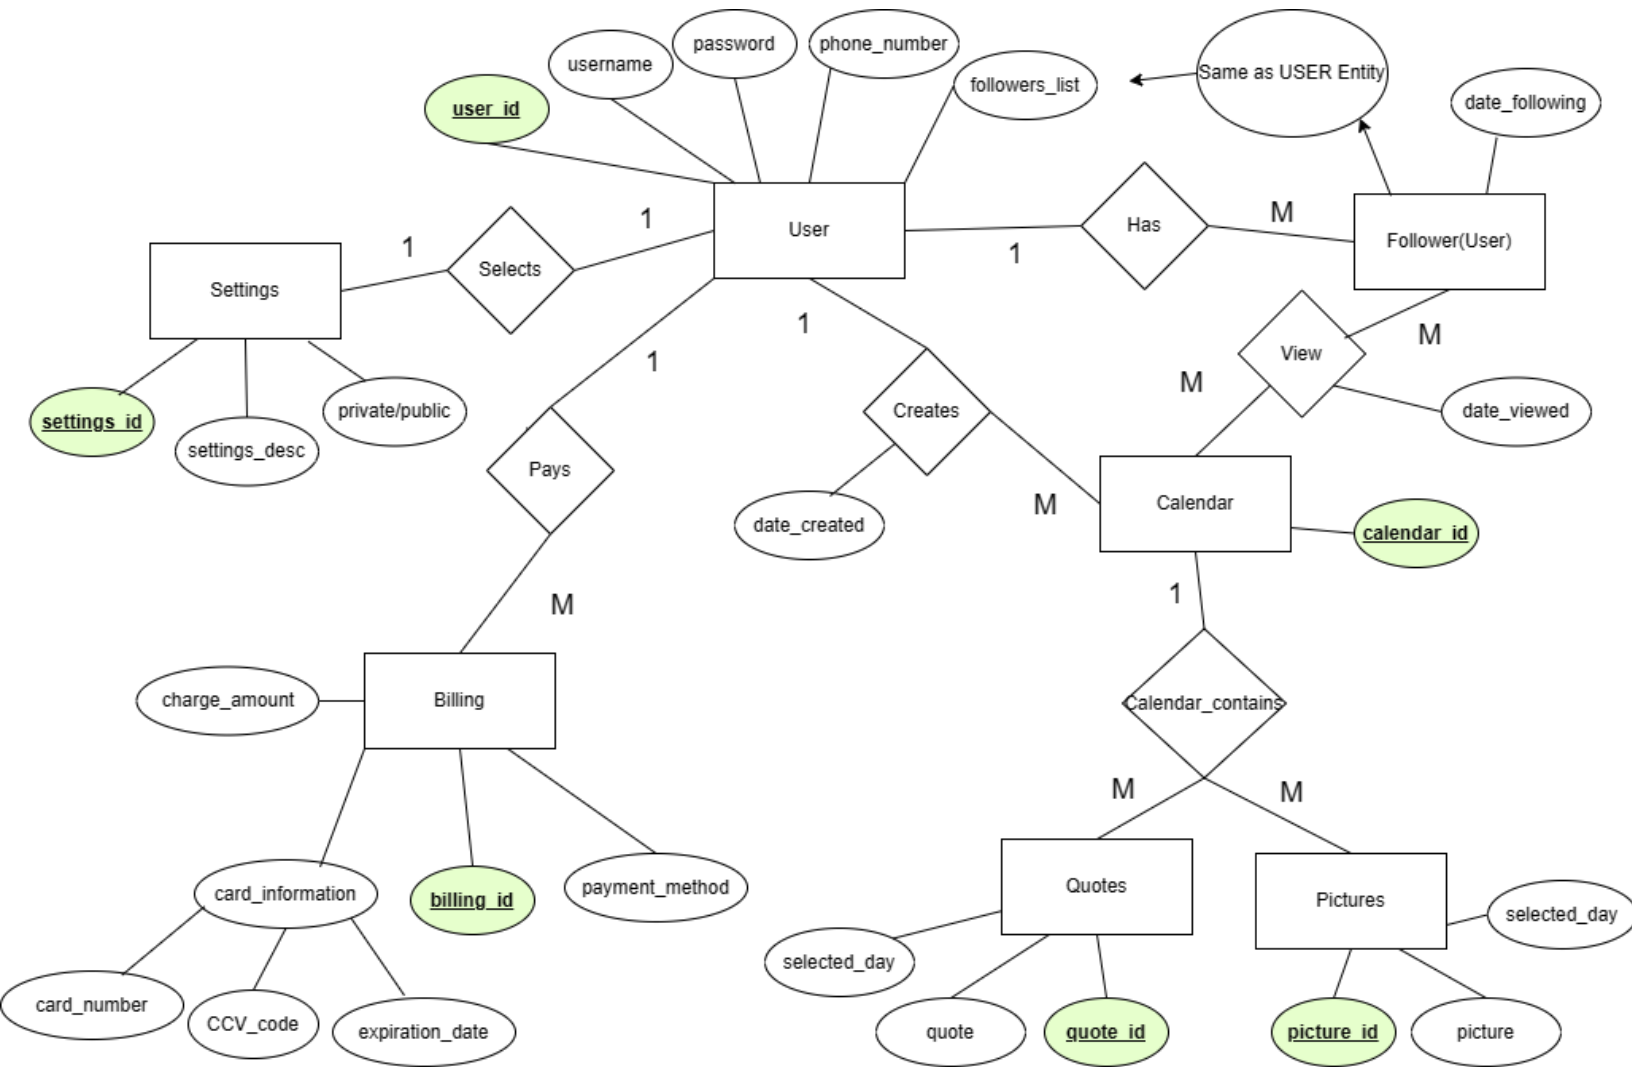 password
phone_number
username
followers_list
Same as USER Entity
date_following
user_id
User
Has
Follower(User)
1
M
1
1
Selects
Settings
1
M
1
View
M
M
date_viewed
settings_id
settings_desc
private/public
Pays
Creates
date_created
M
Calendar
calendar_id
M
1
charge_amount
Billing
Calendar_contains
M
M
card_information
billing_id
payment_method
Quotes
Pictures
selected_day
selected_day
card_number
CCV_code
expiration_date
quote
quote_id
picture_id
picture